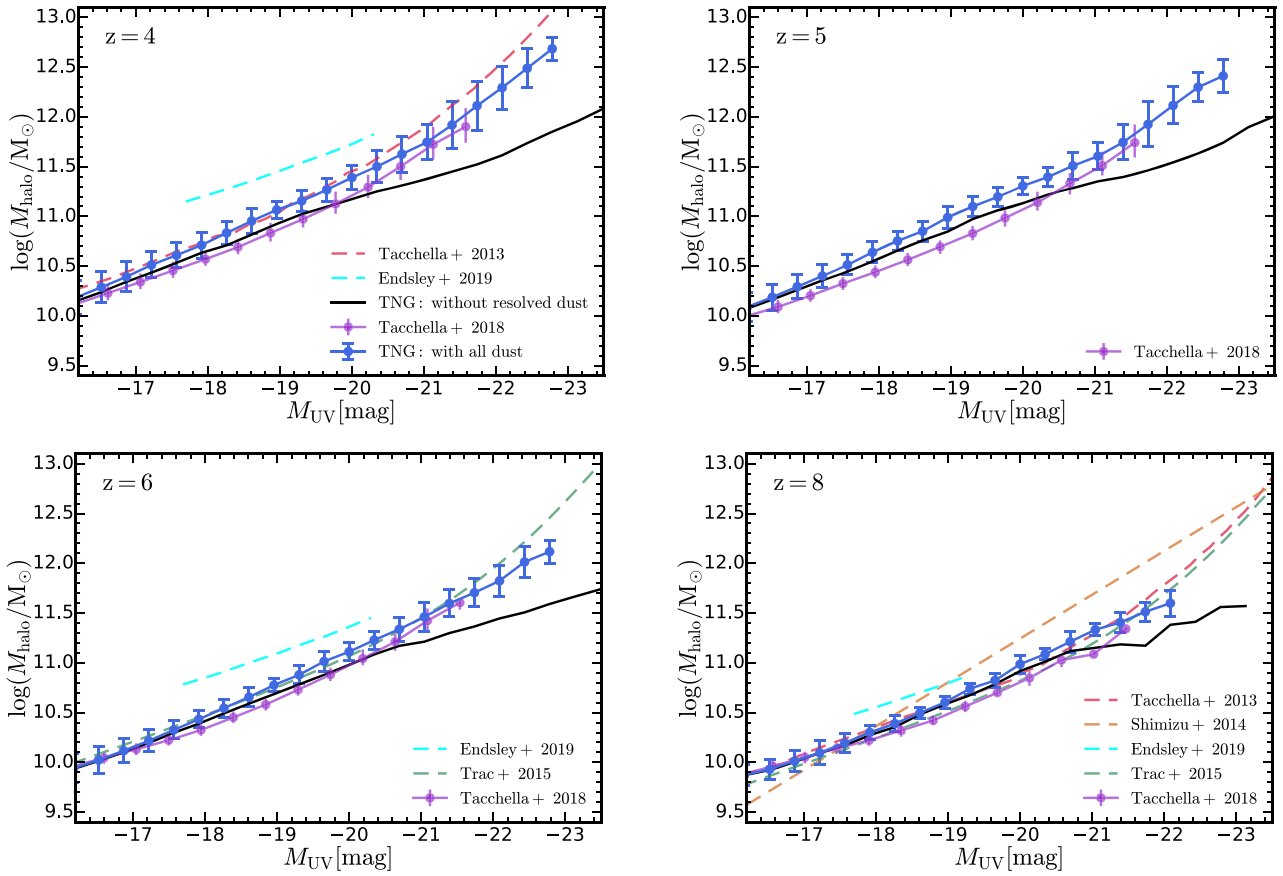 z = 4
13.0
12.5
12.0
11.5
11.0
10.5
10.0
9.5
log(M_halo/M⊙)
Tacchella + 2013
Endsley + 2019
TNG : without resolved dust
Tacchella + 2018
TNG : with all dust
−17 −18 −19 −20 −21 −22 −23
M_UV[mag]
z = 5
13.0
12.5
12.0
11.5
11.0
10.5
10.0
9.5
log(M_halo/M⊙)
Tacchella + 2018
−17 −18 −19 −20 −21 −22 −23
M_UV[mag]
z = 6
13.0
12.5
12.0
11.5
11.0
10.5
10.0
9.5
log(M_halo/M⊙)
Endsley + 2019
Trac + 2015
Tacchella + 2018
−17 −18 −19 −20 −21 −22 −23
M_UV[mag]
z = 8
13.0
12.5
12.0
11.5
11.0
10.5
10.0
9.5
log(M_halo/M⊙)
Tacchella + 2013
Shimizu + 2014
Endsley + 2019
Trac + 2015
Tacchella + 2018
−17 −18 −19 −20 −21 −22 −23
M_UV[mag]